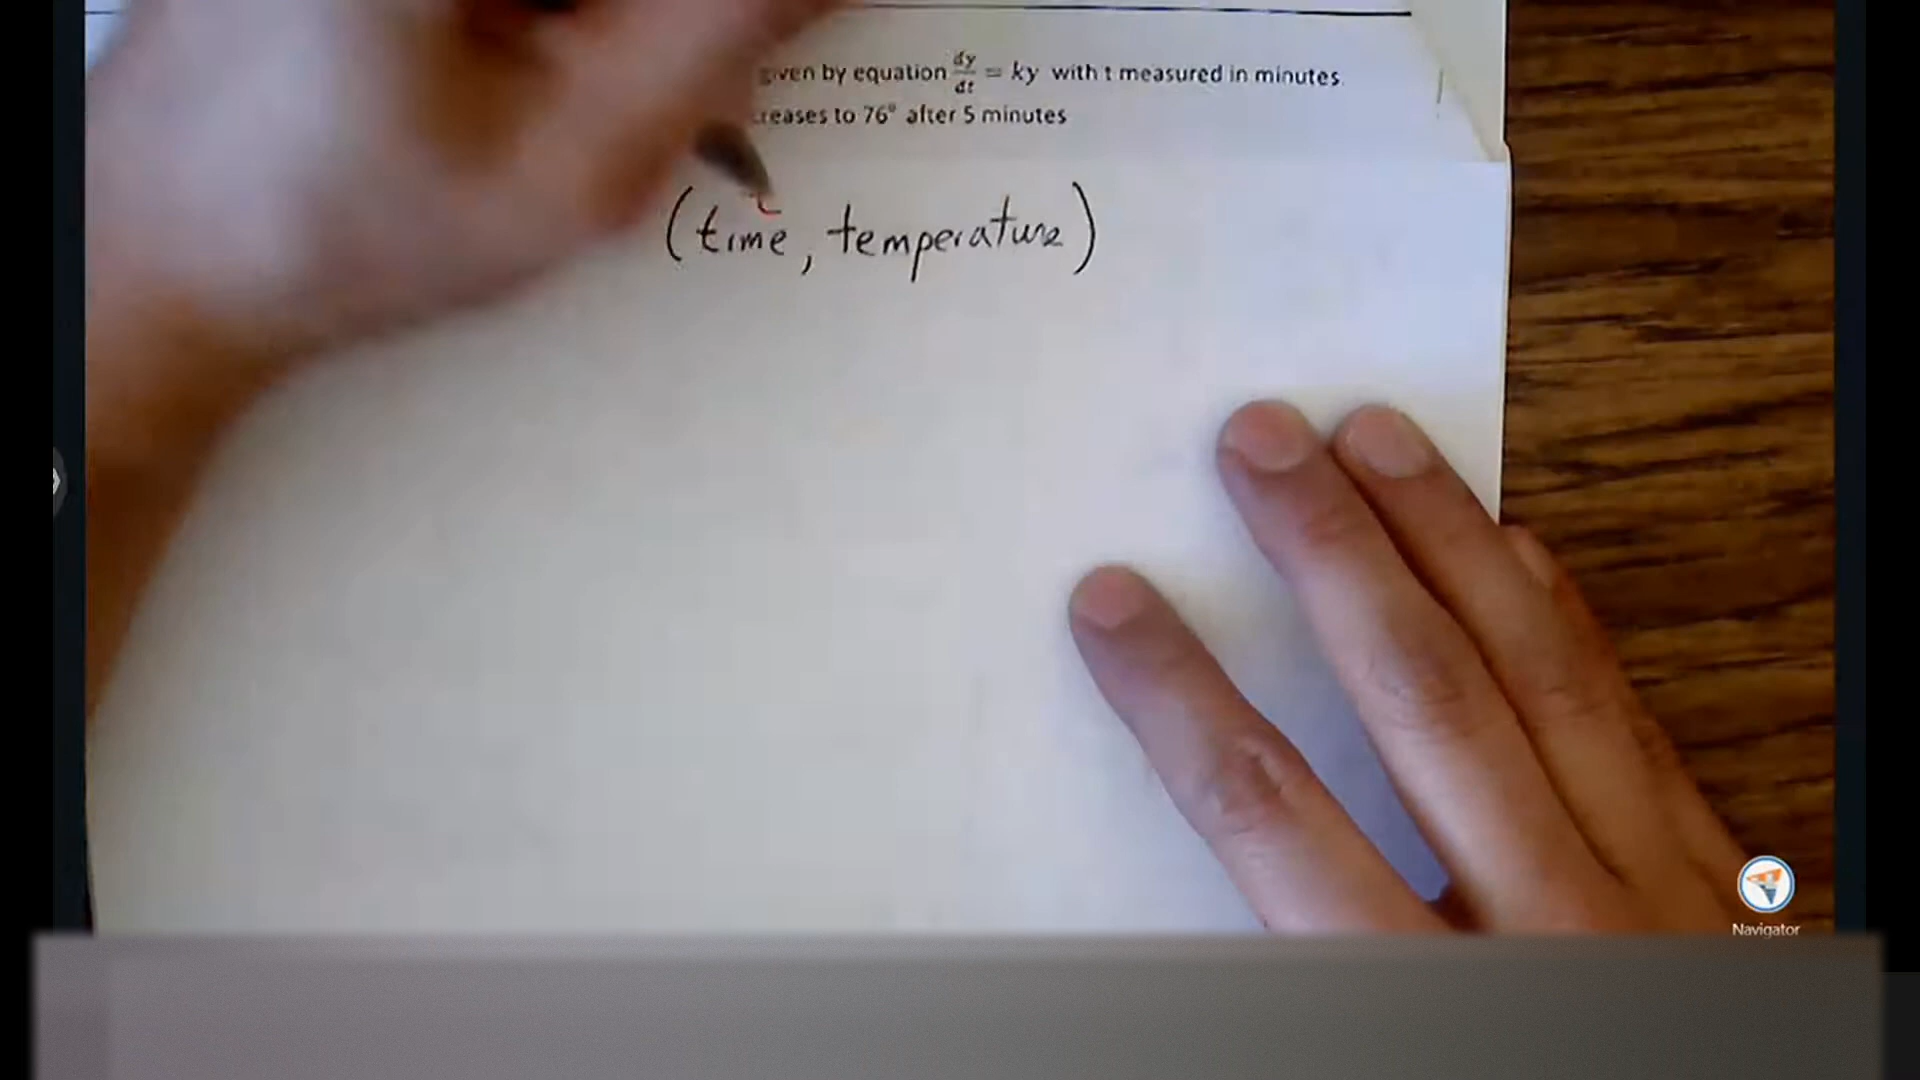 given by equation dy/dt = ky with t measured in minutes.
creases to 76° after 5 minutes
t
(time, temperature)
Navigator